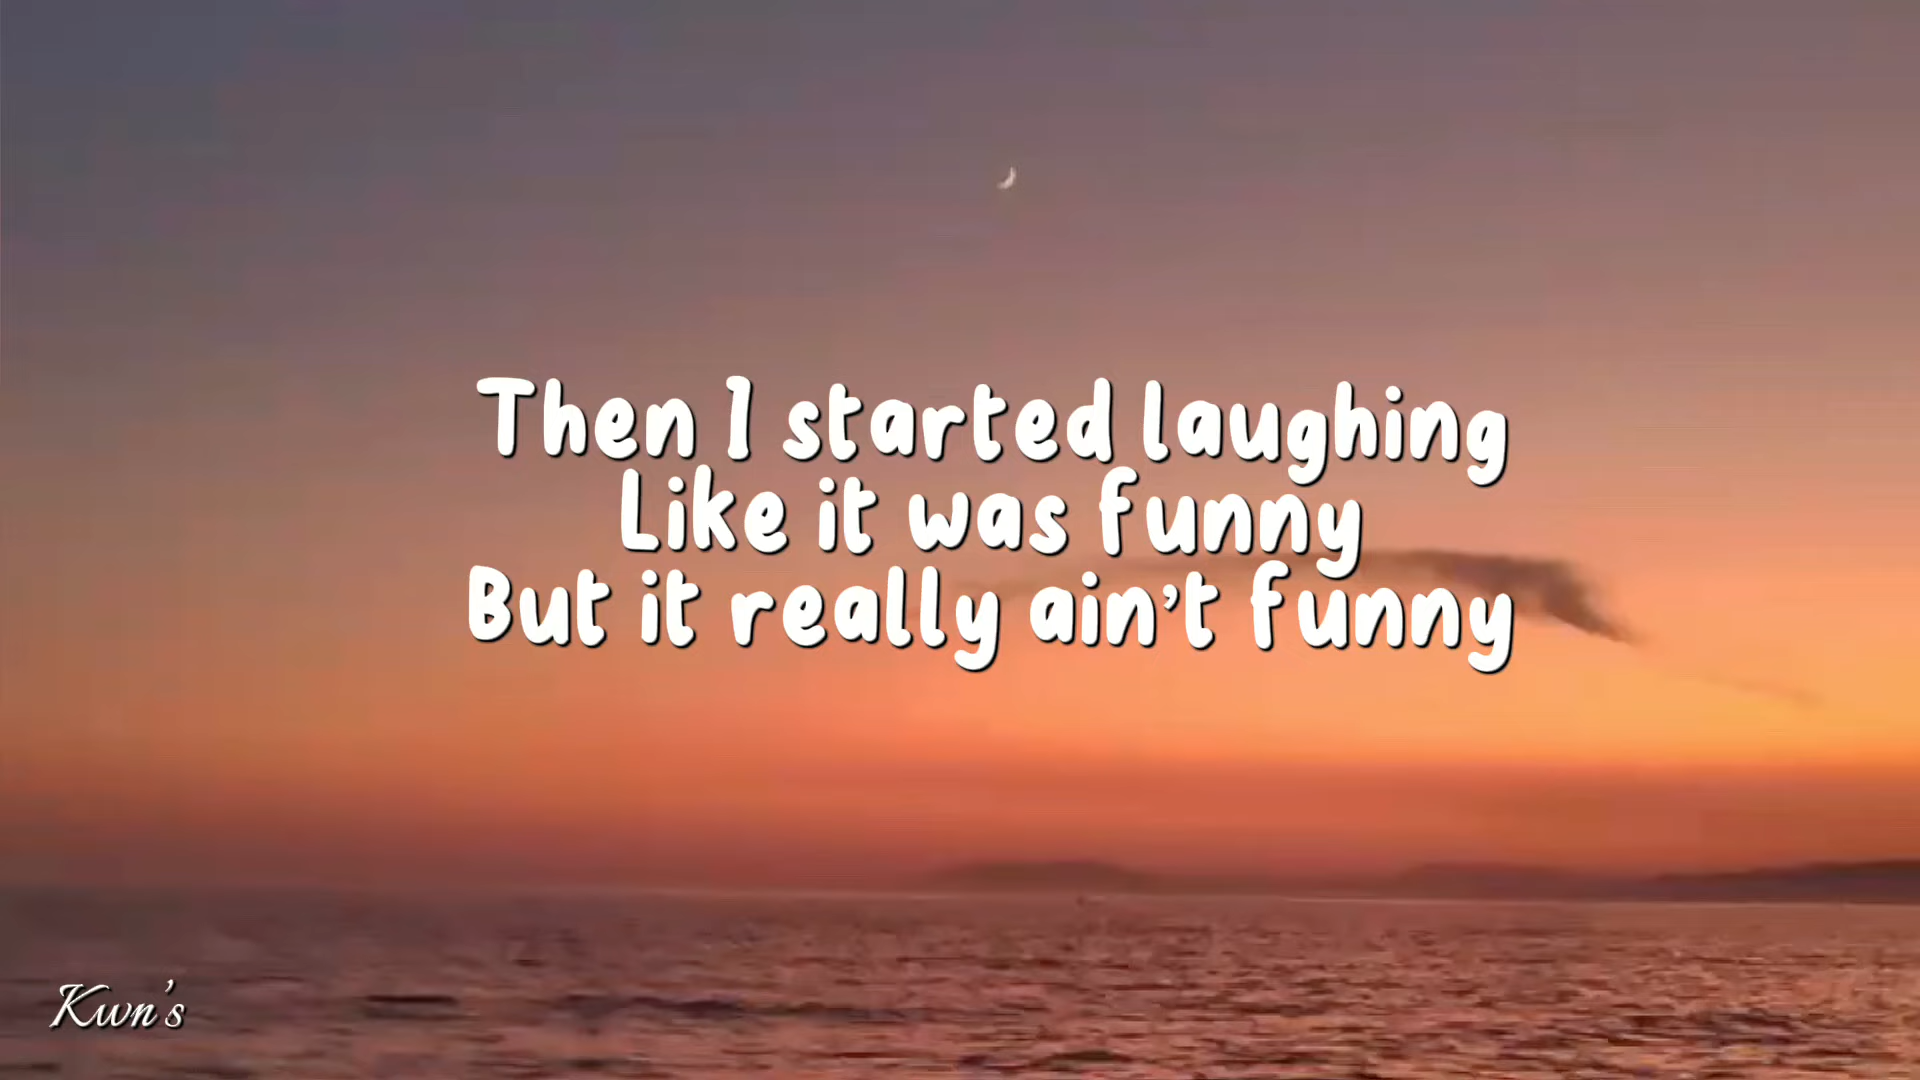 Then I started laughing
Like it was funny
But it really ain't funny
Kwn's